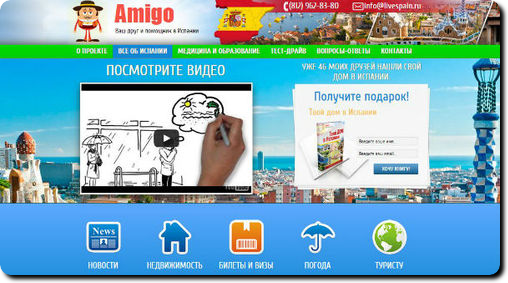 Amigo
Ваш друг и помощник в Испании
(812) 962-83-80
info@livespain.ru
О ПРОЕКТЕ
ВСЁ ОБ ИСПАНИИ
МЕДИЦИНА И ОБРАЗОВАНИЕ
ТЕСТ-ДРАЙВ
ВОПРОСЫ-ОТВЕТЫ
КОНТАКТЫ
ПОСМОТРИТЕ ВИДЕО
УЖЕ 46 МОИХ ДРУЗЕЙ НАШЛИ СВОЙ
ДОМ В ИСПАНИИ
Получите подарок!
Твой дом в Испании
Введите ваше имя...
Введите ваш email...
ХОЧУ КНИГУ!
News
НОВОСТИ
НЕДВИЖИМОСТЬ
БИЛЕТЫ И ВИЗЫ
ПОГОДА
ТУРИСТУ